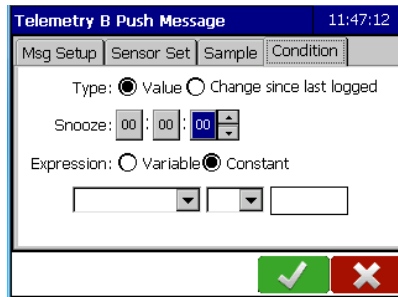 Telemetry B Push Message 11:47:12
Msg Setup Sensor Set Sample Condition
Type: Value Change since last logged
Snooze: 00 : 00 : 00
Expression: Variable Constant